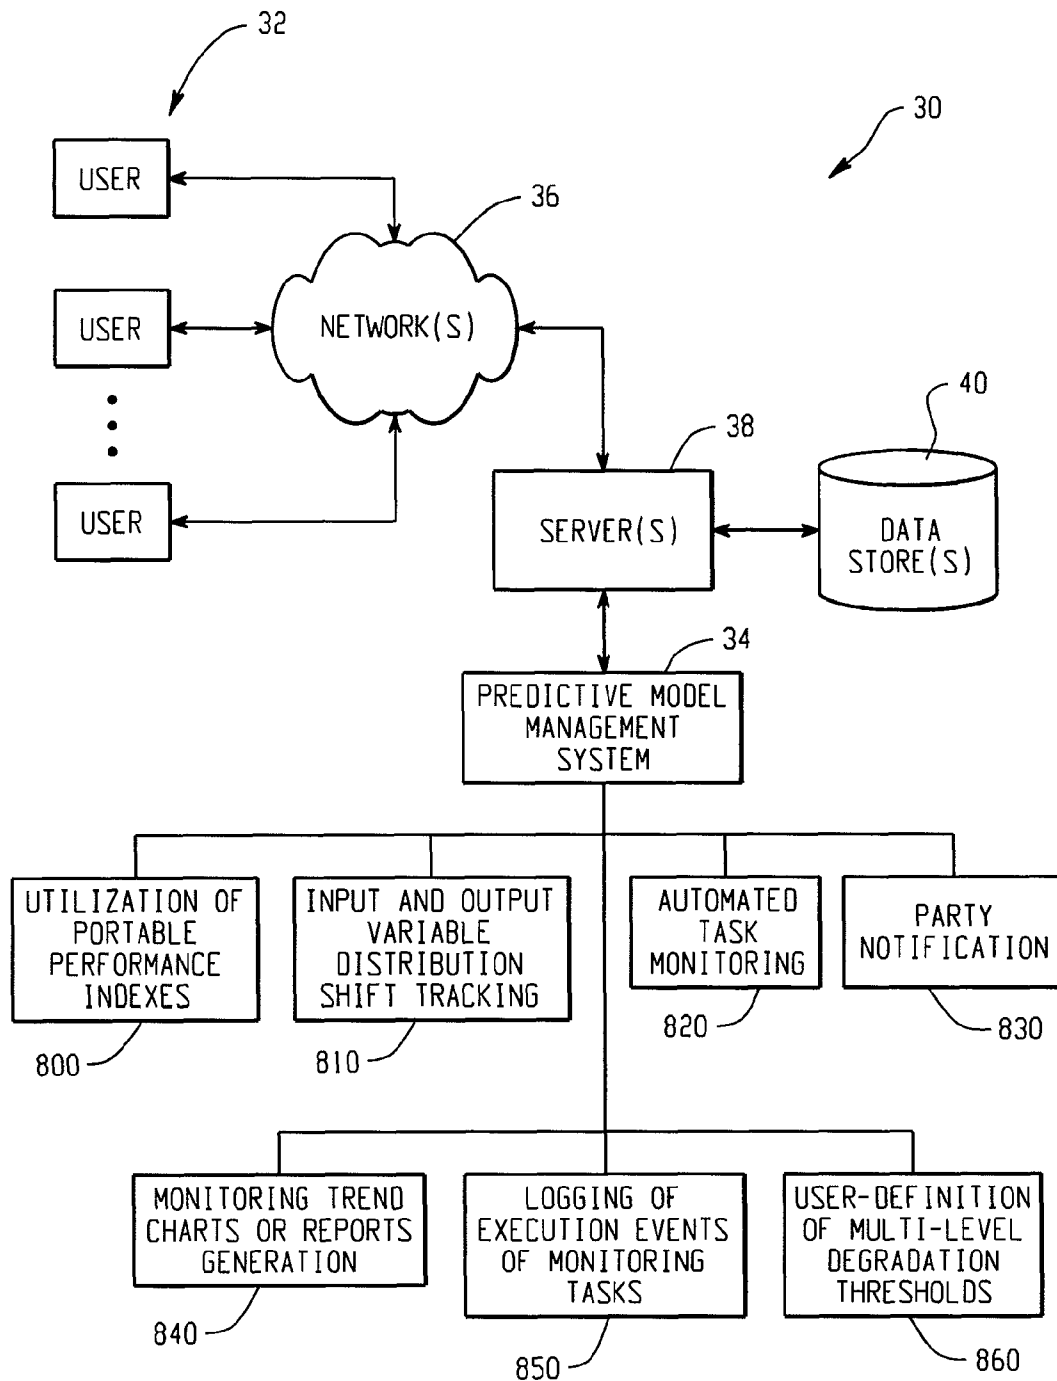 32
30
USER
36
USER
NETWORK(S)
40
38
USER
SERVER(S)
DATA
STORE(S)
34
PREDICTIVE MODEL
MANAGEMENT
SYSTEM
UTILIZATION OF
PORTABLE
PERFORMANCE
INDEXES
INPUT AND OUTPUT
VARIABLE
DISTRIBUTION
SHIFT TRACKING
AUTOMATED
TASK
MONITORING
PARTY
NOTIFICATION
800
810
820
830
MONITORING TREND
CHARTS OR REPORTS
GENERATION
LOGGING OF
EXECUTION EVENTS
OF MONITORING
TASKS
USER-DEFINITION
OF MULTI-LEVEL
DEGRADATION
THRESHOLDS
840
850
860